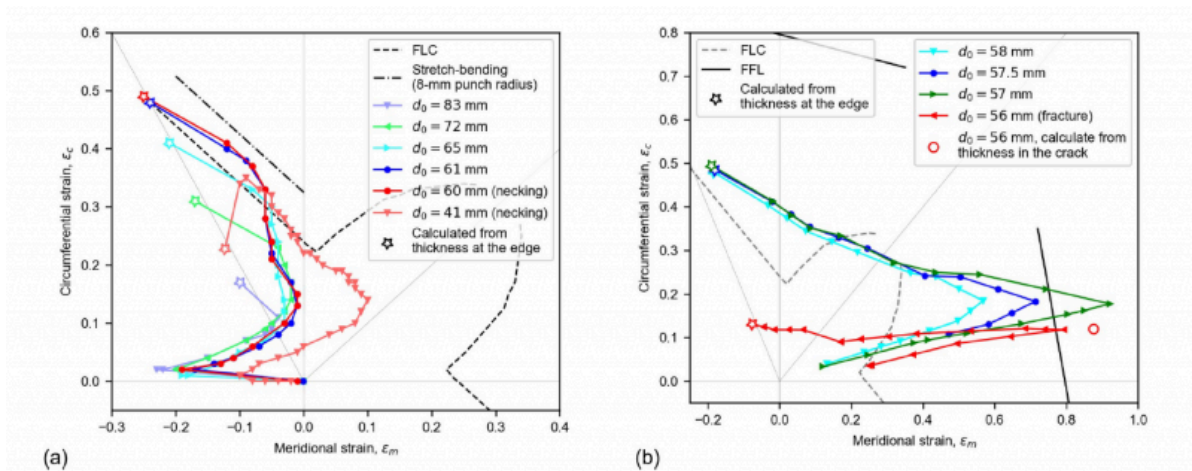 0.6
0.5
0.4
0.3
0.2
0.1
0.0
Circumferential strain, εc
FLC
Stretch-bending
(8-mm punch radius)
d0 = 83 mm
d0 = 72 mm
d0 = 65 mm
d0 = 61 mm
d0 = 60 mm (necking)
d0 = 41 mm (necking)
Calculated from
thickness at the edge
−0.3 −0.2 −0.1 0.0 0.1 0.2 0.3 0.4
Meridional strain, εm
(a)
0.8
0.7
0.6
0.5
0.4
0.3
0.2
0.1
0.0
Circumferential strain, εc
FLC
FFL
Calculated from
thickness at the edge
d0 = 58 mm
d0 = 57.5 mm
d0 = 57 mm
d0 = 56 mm (fracture)
d0 = 56 mm, calculate from
thickness in the crack
−0.2 0.0 0.2 0.4 0.6 0.8 1.0
Meridional strain, εm
(b)